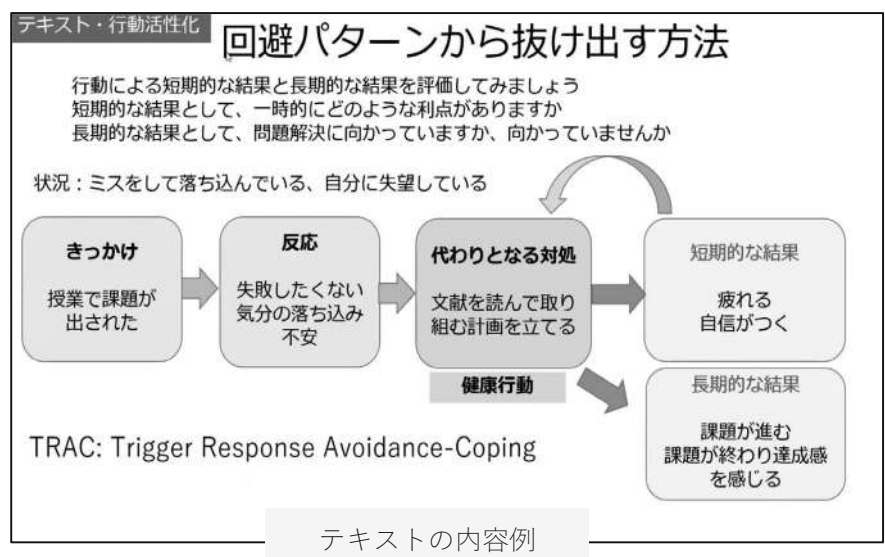 テキスト・行動活性化
回避パターンから抜け出す方法
行動による短期的な結果と長期的な結果を評価してみましょう
短期的な結果として、一時的にどのような利点がありますか
長期的な結果として、問題解決に向かっていますか、向かっていませんか
状況：ミスをして落ち込んでいる、自分に失望している
きっかけ
授業で課題が
出された
反応
失敗したくない
気分の落ち込み
不安
代わりとなる対処
文献を読んで取り
組む計画を立てる
健康行動
短期的な結果
疲れる
自信がつく
長期的な結果
課題が進む
課題が終わり達成感
を感じる
TRAC: Trigger Response Avoidance-Coping
テキストの内容例